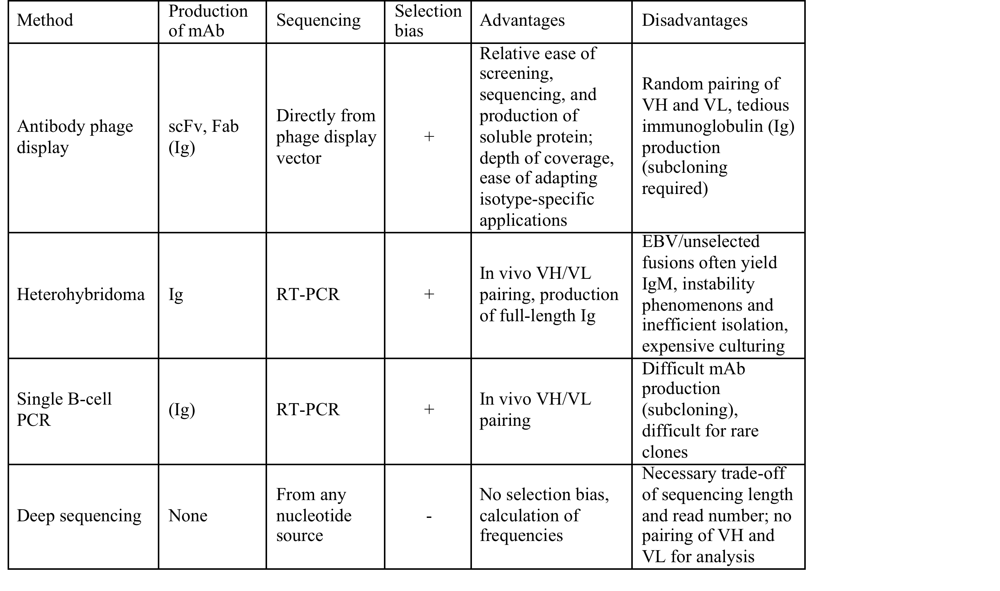 Method
Production
of mAb
Sequencing
Selection
bias
Advantages
Disadvantages
Antibody phage
display
scFv, Fab
(Ig)
Directly from
phage display
vector
+
Relative ease of
screening,
sequencing, and
production of
soluble protein;
depth of coverage,
ease of adapting
isotype-specific
applications
Random pairing of
VH and VL, tedious
immunoglobulin (Ig)
production
(subcloning
required)
Heterohybridoma
Ig
RT-PCR
+
In vivo VH/VL
pairing, production
of full-length Ig
EBV/unselected
fusions often yield
IgM, instability
phenomenons and
inefficient isolation,
expensive culturing
Single B-cell
PCR
(Ig)
RT-PCR
+
In vivo VH/VL
pairing
Difficult mAb
production
(subcloning),
difficult for rare
clones
Deep sequencing
None
From any
nucleotide
source
-
No selection bias,
calculation of
frequencies
Necessary trade-off
of sequencing length
and read number; no
pairing of VH and
VL for analysis